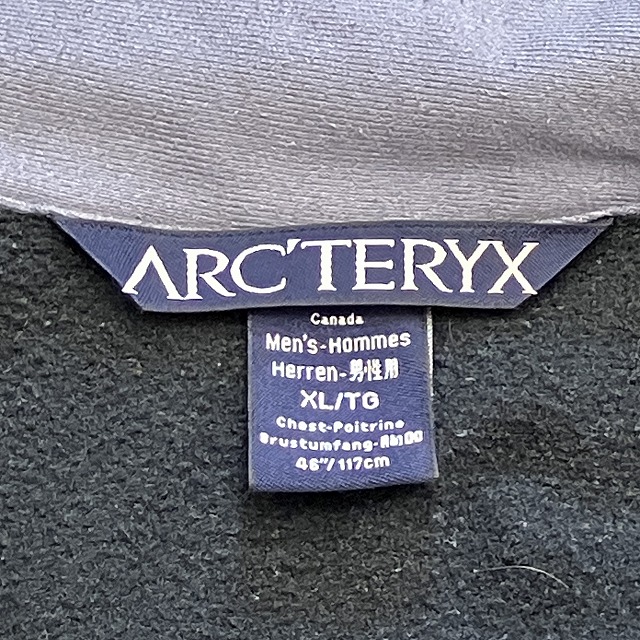 ARC'TERYX
Canada
Men's-Hommes
Herren-男性用
XL/TG
Chest-Poitrine
Brustumfang-
46"/117cm